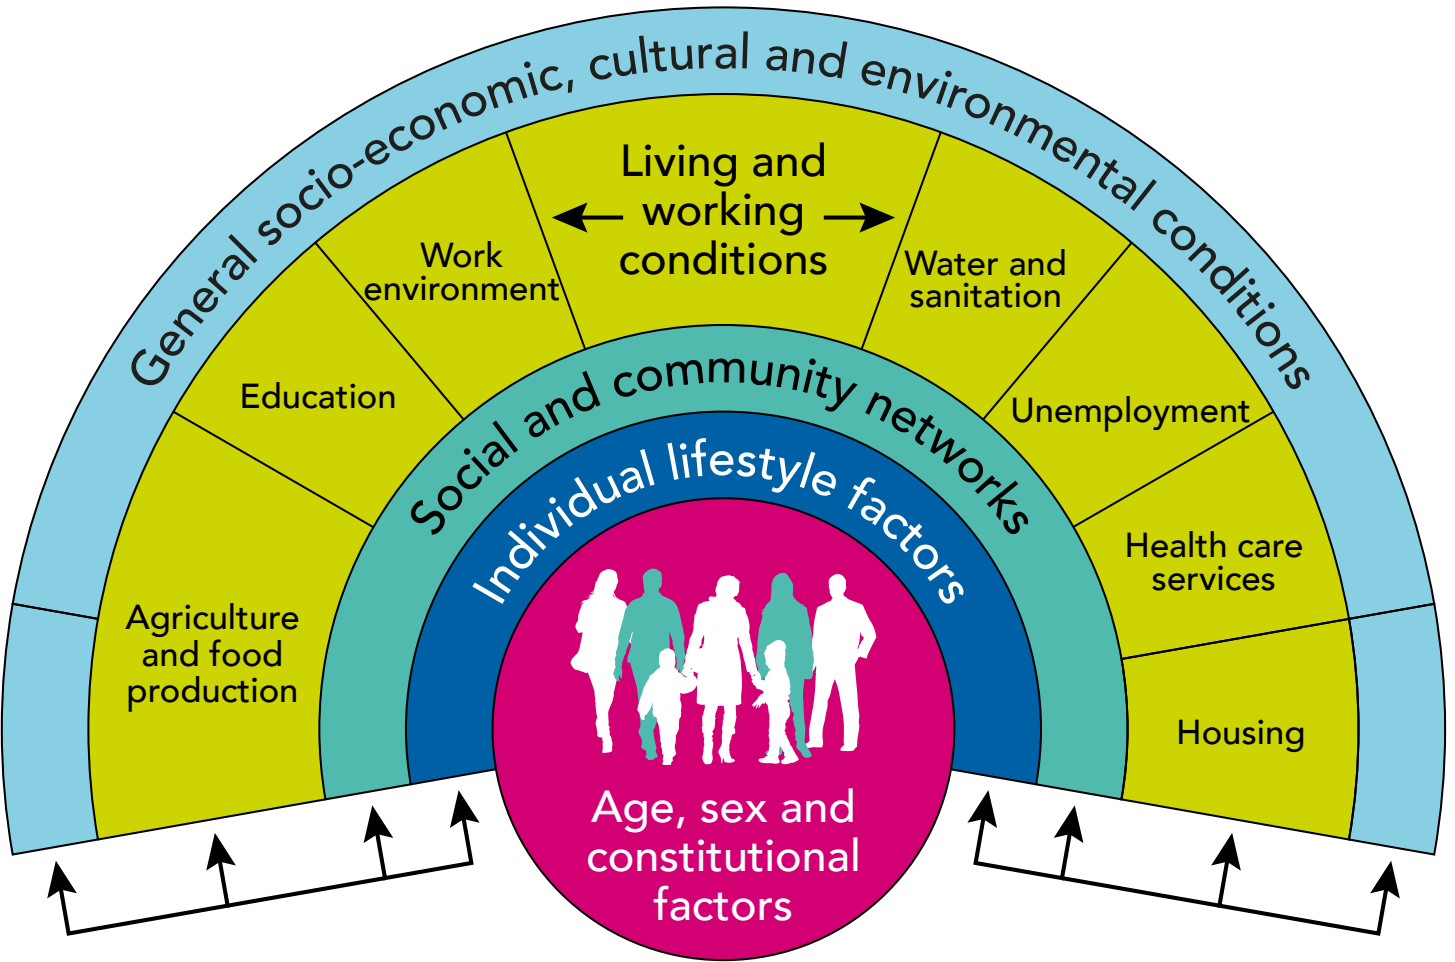 General socio-economic, cultural and environmental conditions
Living and
working
conditions
Work
environment
Water and
sanitation
Education
Unemployment
Agriculture
and food
production
Health care
services
Housing
Social and community networks
Individual lifestyle factors
Age, sex and
constitutional
factors